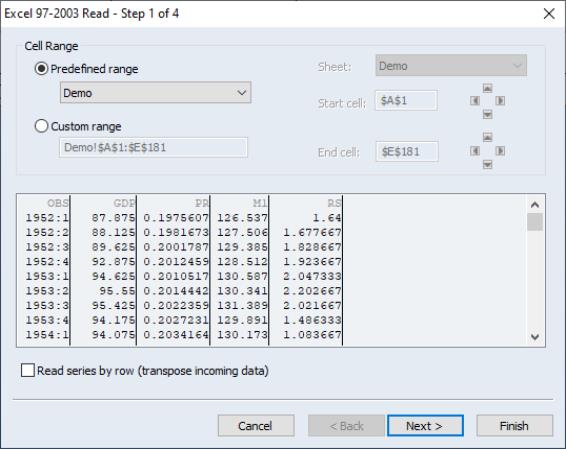 Excel 97-2003 Read - Step 1 of 4
Cell Range
Predefined range
Demo
Custom range
Demo!$A$1:$E$181
Sheet: Demo
Start cell: $A$1
End cell: $E$181
OBS GDP PR M1 RS
1952:1 87.875 0.1975607 126.537 1.64
1952:2 88.125 0.1981673 127.506 1.677667
1952:3 89.625 0.2001787 129.385 1.828667
1952:4 92.875 0.2012459 128.512 1.923667
1953:1 94.625 0.2010517 130.587 2.047333
1953:2 95.55 0.2014442 130.341 2.202667
1953:3 95.425 0.2022359 131.389 2.021667
1953:4 94.175 0.2027231 129.891 1.486333
1954:1 94.075 0.2034164 130.173 1.083667
Read series by row (transpose incoming data)
Cancel
< Back
Next >
Finish